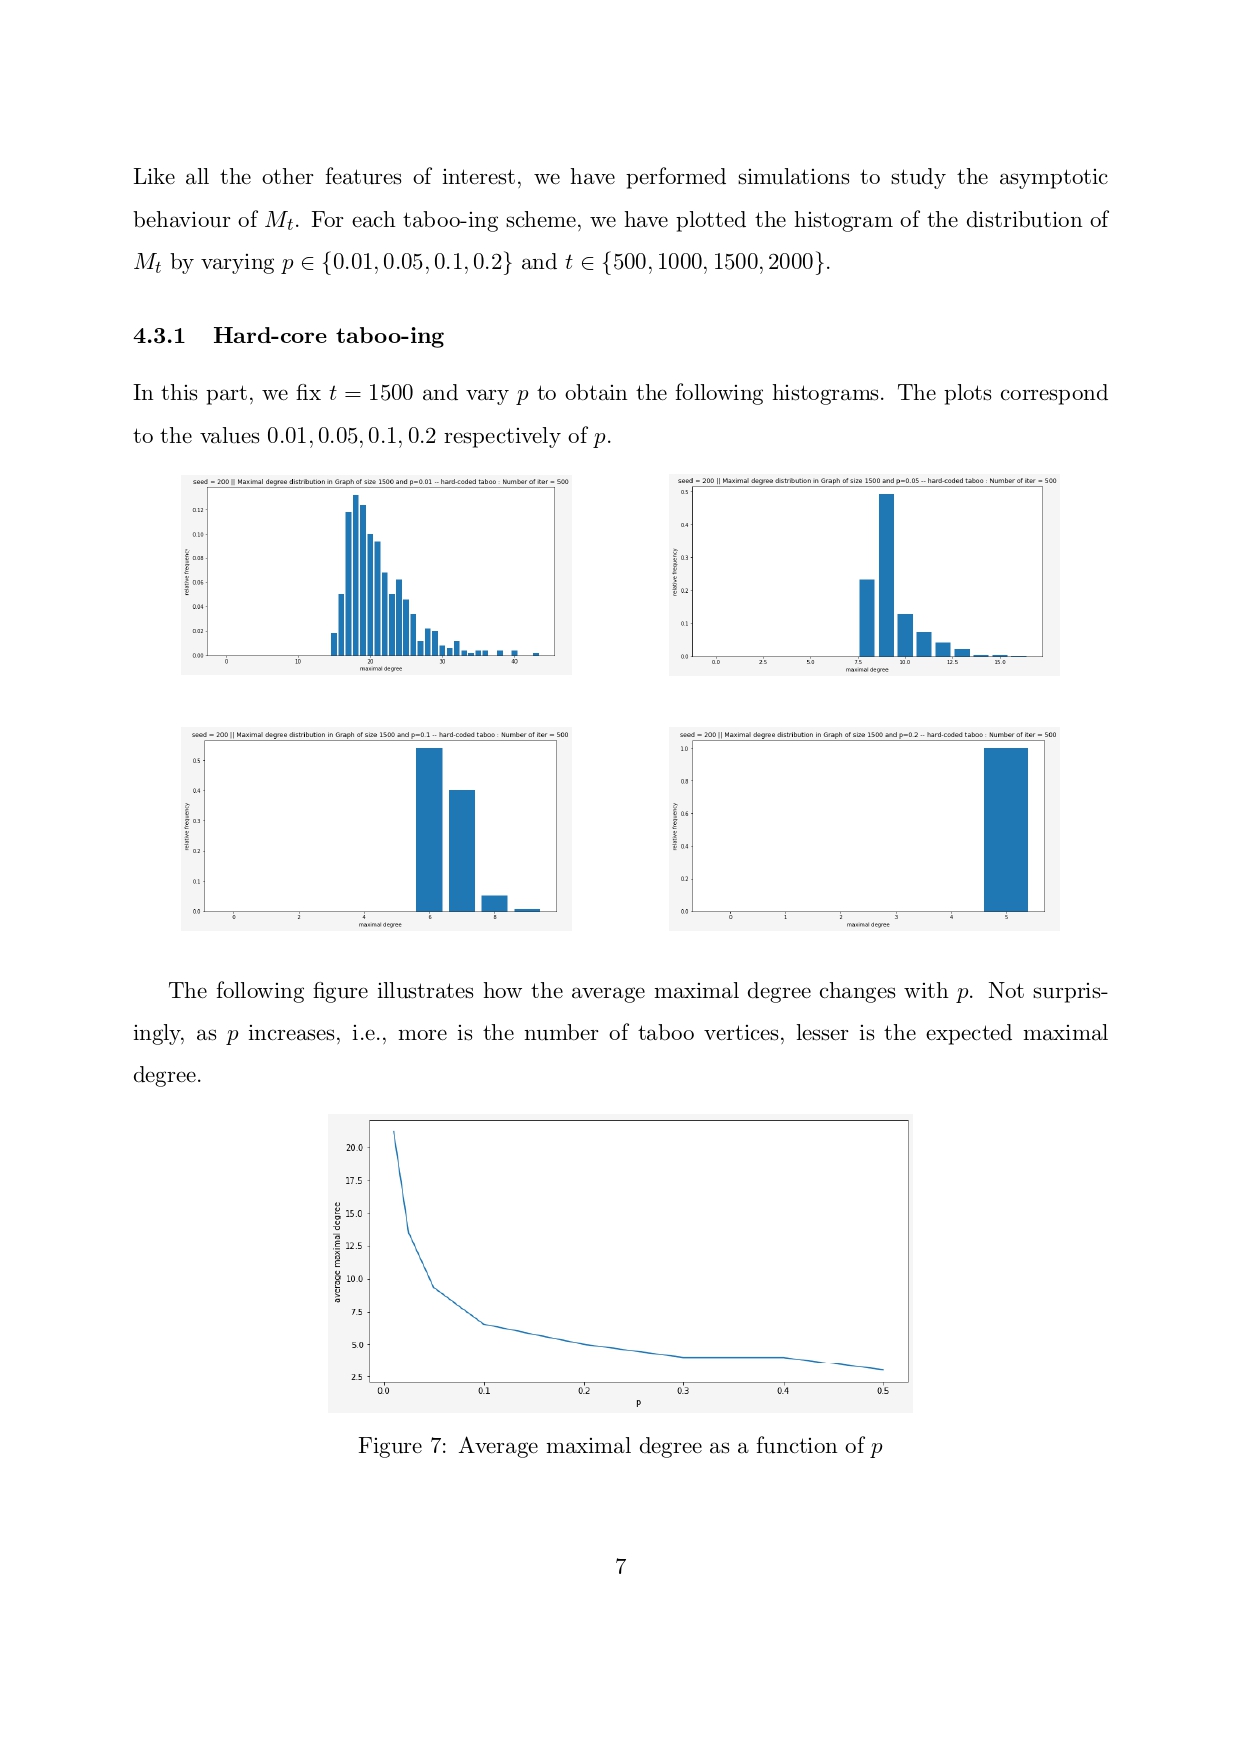 Like all the other features of interest, we have performed simulations to study the asymptotic
behaviour of M_t. For each taboo-ing scheme, we have plotted the histogram of the distribution of
M_t by varying p ∈ {0.01, 0.05, 0.1, 0.2} and t ∈ {500, 1000, 1500, 2000}.
4.3.1 Hard-core taboo-ing
In this part, we fix t = 1500 and vary p to obtain the following histograms. The plots correspond
to the values 0.01, 0.05, 0.1, 0.2 respectively of p.
seed = 200 || Maximal degree distribution in Graph of size 1500 and p=0.01 -- hard-coded taboo : Number of iter = 500
0.12
0.10
0.08
0.06
0.04
0.02
0.00
relative frequency
0 10 20 30 40
maximal degree
seed = 200 || Maximal degree distribution in Graph of size 1500 and p=0.05 -- hard-coded taboo : Number of iter = 500
0.5
0.4
0.3
0.2
0.1
0.0
relative frequency
0.0 2.5 5.0 7.5 10.0 12.5 15.0
maximal degree
seed = 200 || Maximal degree distribution in Graph of size 1500 and p=0.1 -- hard-coded taboo : Number of iter = 500
0.5
0.4
0.3
0.2
0.1
0.0
relative frequency
0 2 4 6 8
maximal degree
seed = 200 || Maximal degree distribution in Graph of size 1500 and p=0.2 -- hard-coded taboo : Number of iter = 500
1.0
0.8
0.6
0.4
0.2
0.0
relative frequency
0 1 2 3 4 5
maximal degree
The following figure illustrates how the average maximal degree changes with p. Not surpris-
ingly, as p increases, i.e., more is the number of taboo vertices, lesser is the expected maximal
degree.
20.0
17.5
15.0
12.5
10.0
7.5
5.0
2.5
average maximal degree
0.0 0.1 0.2 0.3 0.4 0.5
p
Figure 7: Average maximal degree as a function of p
7